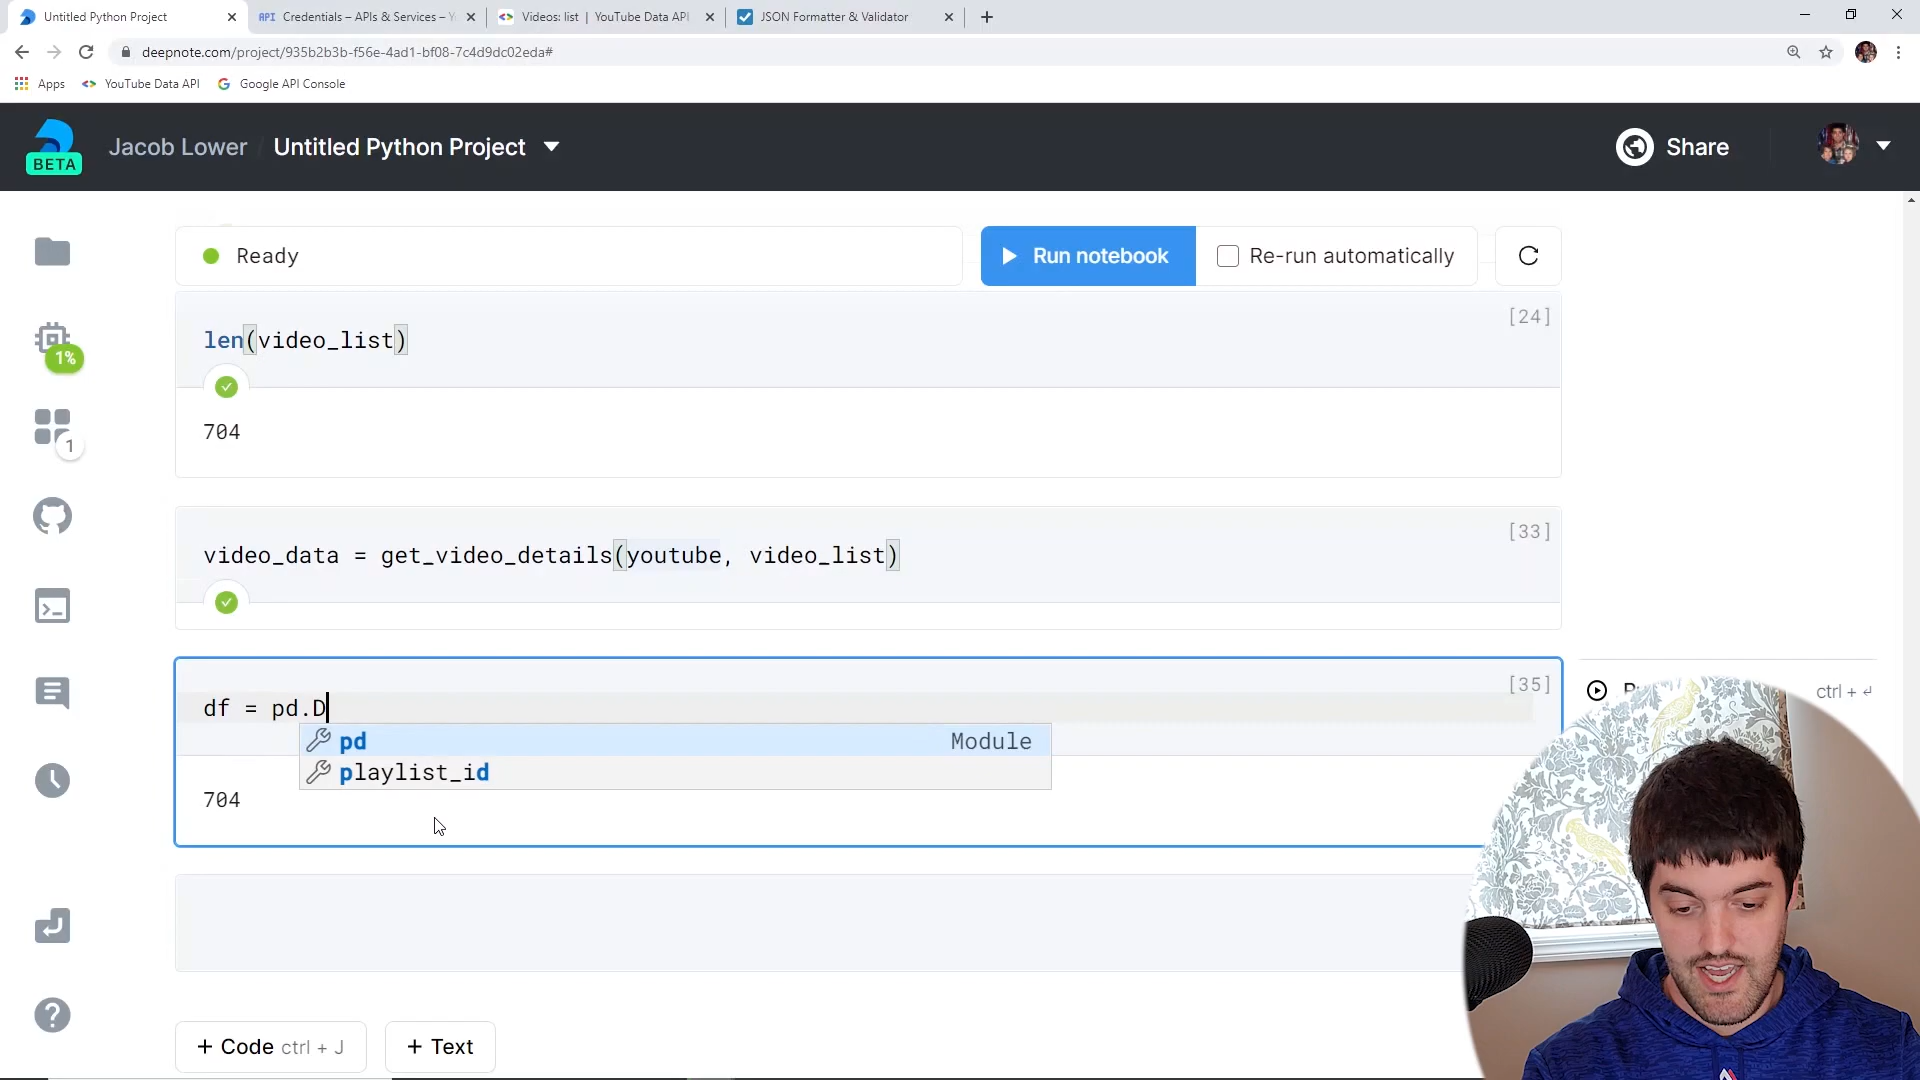 Untitled Python Project
API Credentials – APIs & Services – Y
Videos: list | YouTube Data API
JSON Formatter & Validator
deepnote.com/project/935b2b3b-f56e-4ad1-bf08-7c4d9dc02eda#
Apps YouTube Data API Google API Console
BETA Jacob Lower / Untitled Python Project Share
Ready Run notebook Re-run automatically
[24]
len(video_list)
1%
704
1
[33]
video_data = get_video_details(youtube, video_list)
[35]
ctrl + ↵
df = pd.D
pd Module
playlist_id
704
+ Code ctrl + J + Text